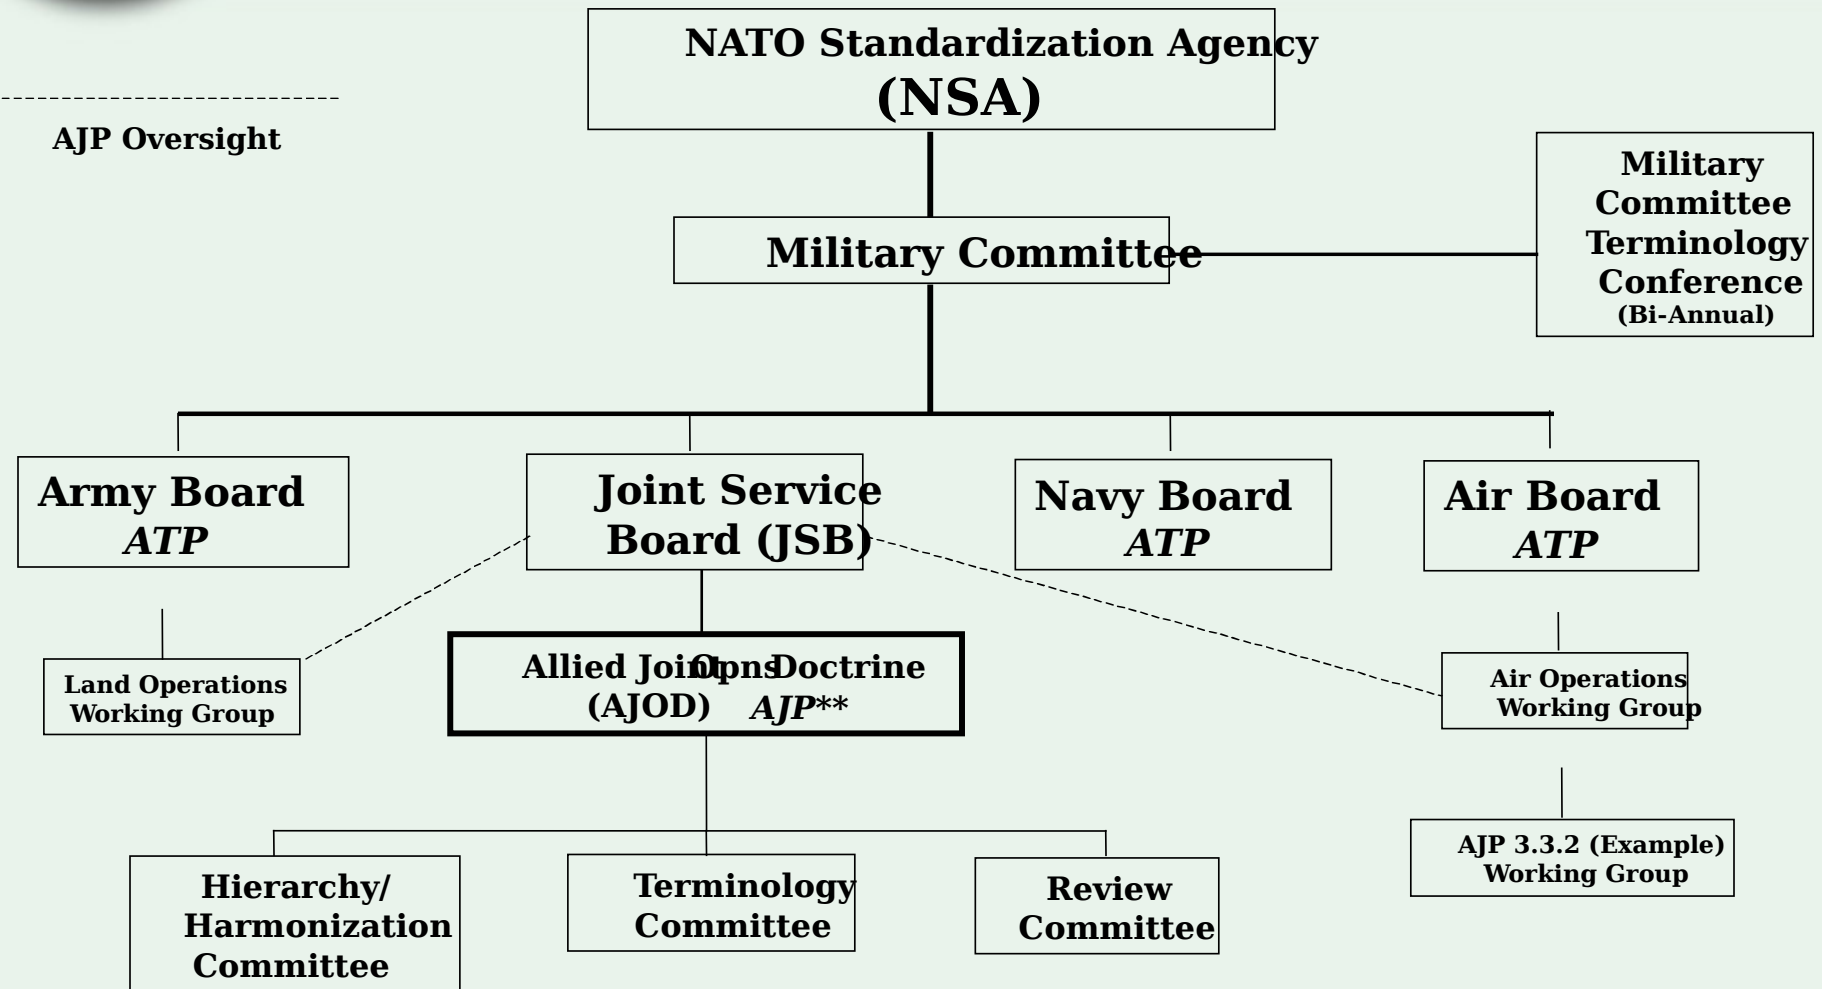 NATO Standardization Agency
(NSA)
AJP Oversight
Military
Committee
Terminology
Conference
(Bi-Annual)
Military Committee
Army Board
ATP
Joint Service
Board (JSB)
Navy Board
ATP
Air Board
ATP
Land Operations
Working Group
Allied Joint Opns Doctrine
(AJOD) AJP**
Air Operations
Working Group
AJP 3.3.2 (Example)
Working Group
Hierarchy/
Harmonization
Committee
Terminology
Committee
Review
Committee